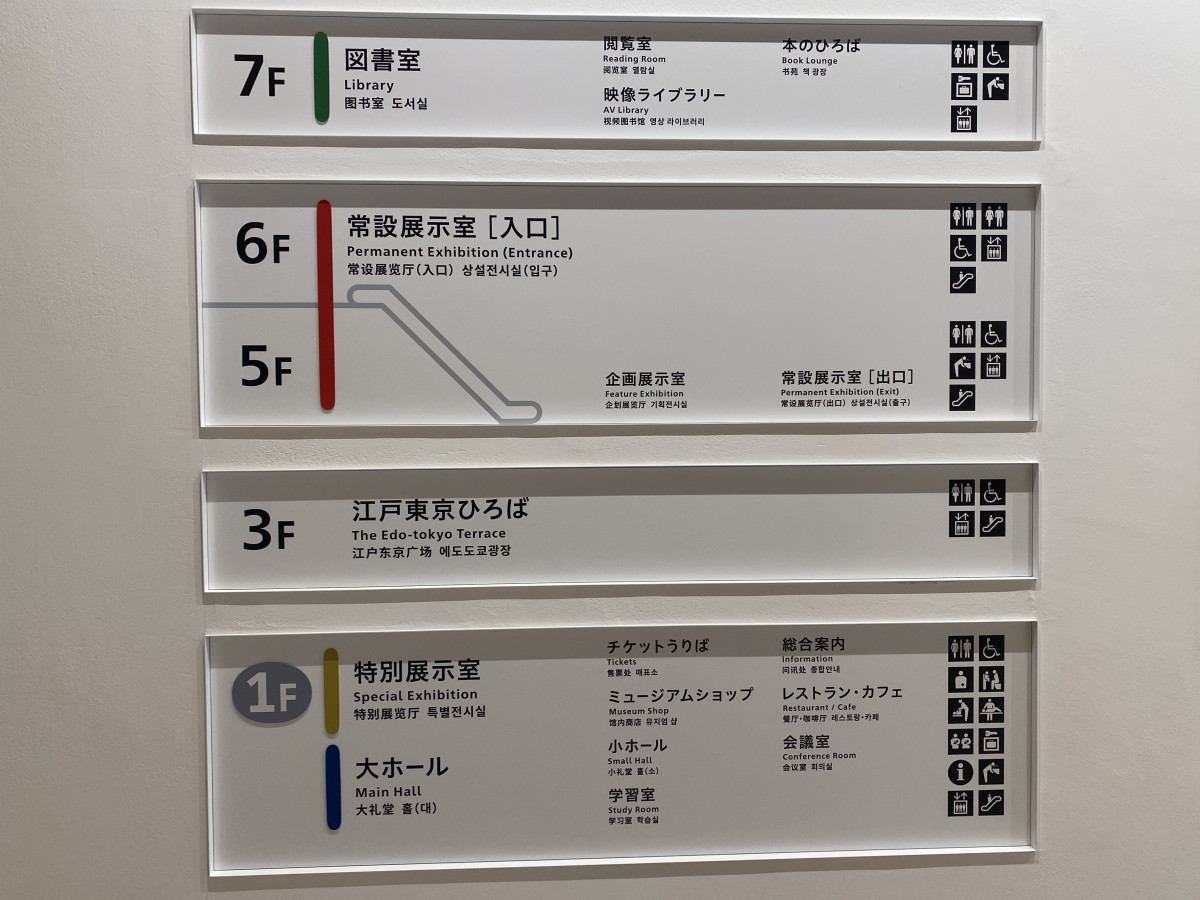 7F
図書室
Library
图书室 도서실
閲覧室
Reading Room
阅览室 열람실
映像ライブラリー
AV Library
视频图书馆 영상 라이브러리
本のひろば
Book Lounge
书苑 책 광장
6F
常設展示室［入口］
Permanent Exhibition (Entrance)
常设展览厅(入口) 상설전시실(입구)
5F
企画展示室
Feature Exhibition
企划展览厅 기획전시실
常設展示室［出口］
Permanent Exhibition (Exit)
常设展览厅(出口) 상설전시실(출구)
3F
江戸東京ひろば
The Edo-tokyo Terrace
江户东京广场 에도도쿄광장
1F
特別展示室
Special Exhibition
特别展览厅 특별전시실
大ホール
Main Hall
大礼堂 홀(대)
チケットうりば
Tickets
售票处 매표소
ミュージアムショップ
Museum Shop
馆内商店 뮤지엄 샵
小ホール
Small Hall
小礼堂 홀(소)
学習室
Study Room
学习室 학습실
総合案内
Information
问讯处 종합안내
レストラン・カフェ
Restaurant / Cafe
餐厅・咖啡厅 레스토랑・카페
会議室
Conference Room
会议室 회의실